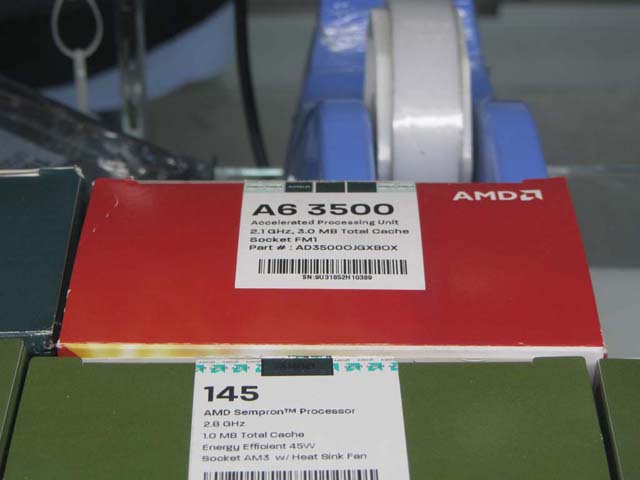 AMD
A6 3500
Accelerated Processing Unit
2.1 GHz, 3.0 MB Total Cache
Socket FM1
Part # : AD3500OJGXBOX
SN:9U31852H10389
145
AMD Sempron™ Processor
2.8 GHz
1.0 MB Total Cache
Energy Efficient 45W
Socket AM3 w/ Heat Sink Fan